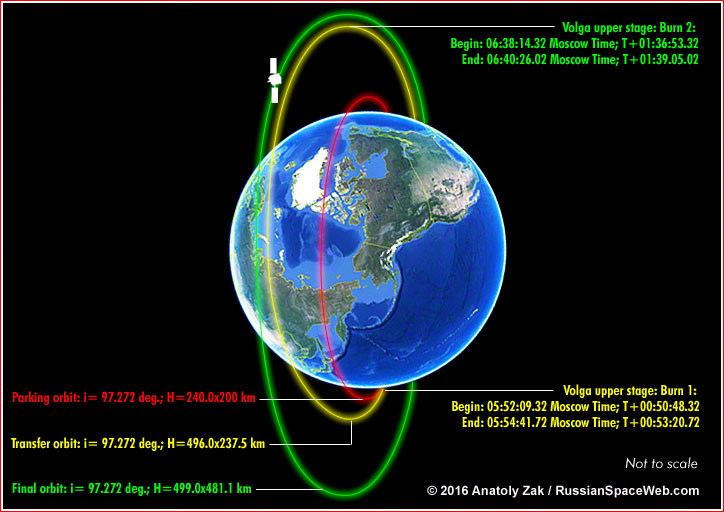 Volga upper stage: Burn 2:
Begin: 06:38:14.32 Moscow Time; T+01:36:53.32
End: 06:40:26.02 Moscow Time; T+01:39.05.02
Parking orbit: i= 97.272 deg.; H=240.0x200 km
Volga upper stage: Burn 1:
Begin: 05:52:09.32 Moscow Time; T+00:50:48.32
End: 05:54:41.72 Moscow Time; T+00:53:20.72
Transfer orbit: i= 97.272 deg.; H=496.0x237.5 km
Not to scale
Final orbit: i= 97.272 deg.; H=499.0x481.1 km
© 2016 Anatoly Zak / RussianSpaceWeb.com